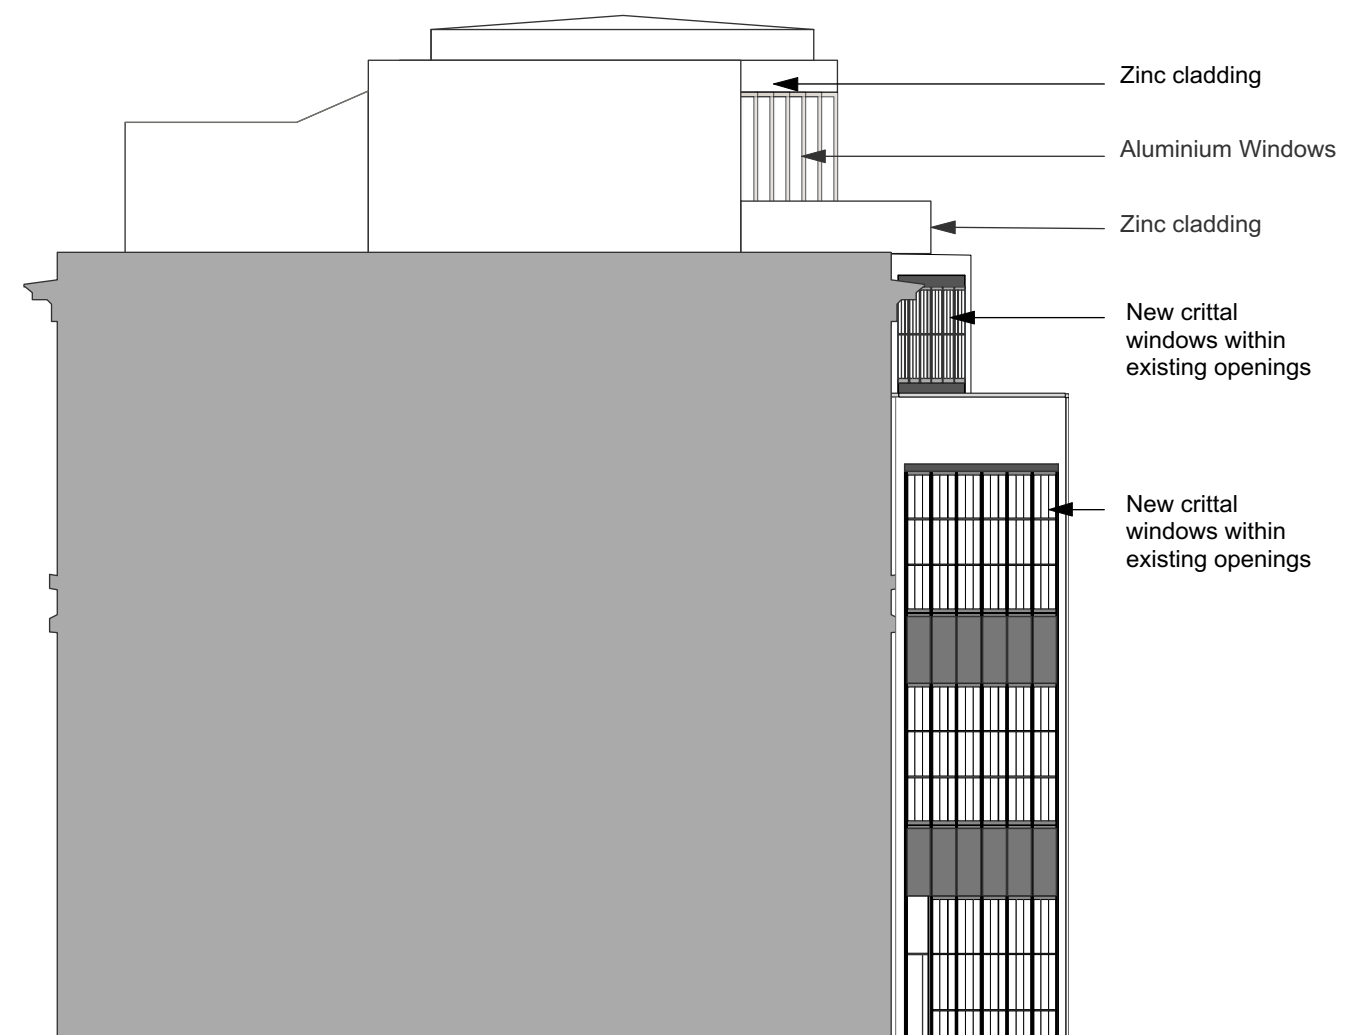 Zinc cladding
Aluminium Windows
Zinc cladding
New crittal
windows within
existing openings
New crittal
windows within
existing openings